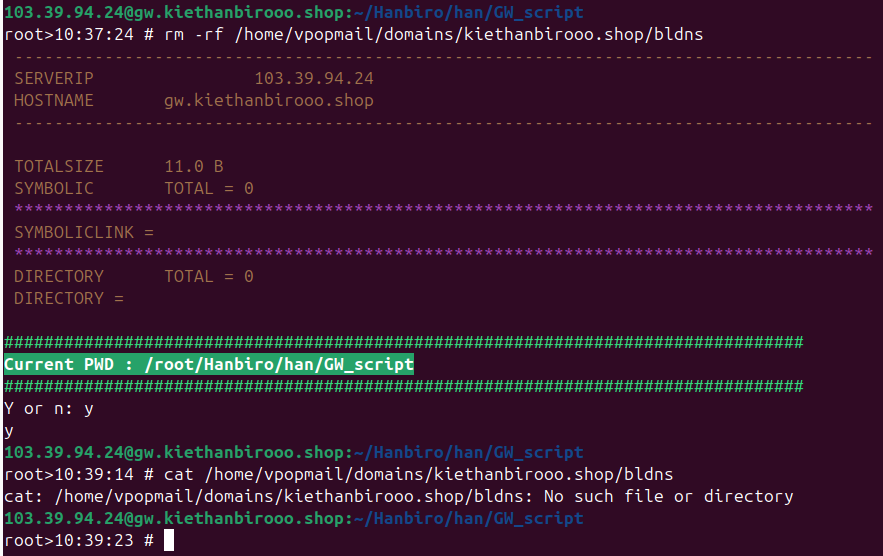 103.39.94.24@gw.kiethanbirooo.shop:~/Hanbiro/han/GW_script
root>10:37:24 # rm -rf /home/vpopmail/domains/kiethanbirooo.shop/bldns
--------------------------------------------------------------------------------------
SERVERIP 103.39.94.24
HOSTNAME gw.kiethanbirooo.shop
--------------------------------------------------------------------------------------
TOTALSIZE 11.0 B
SYMBOLIC TOTAL = 0
**************************************************************************************
SYMBOLICLINK =
**************************************************************************************
DIRECTORY TOTAL = 0
DIRECTORY =
################################################################################
Current PWD : /root/Hanbiro/han/GW_script
################################################################################
Y or n: y
y
103.39.94.24@gw.kiethanbirooo.shop:~/Hanbiro/han/GW_script
root>10:39:14 # cat /home/vpopmail/domains/kiethanbirooo.shop/bldns
cat: /home/vpopmail/domains/kiethanbirooo.shop/bldns: No such file or directory
103.39.94.24@gw.kiethanbirooo.shop:~/Hanbiro/han/GW_script
root>10:39:23 #